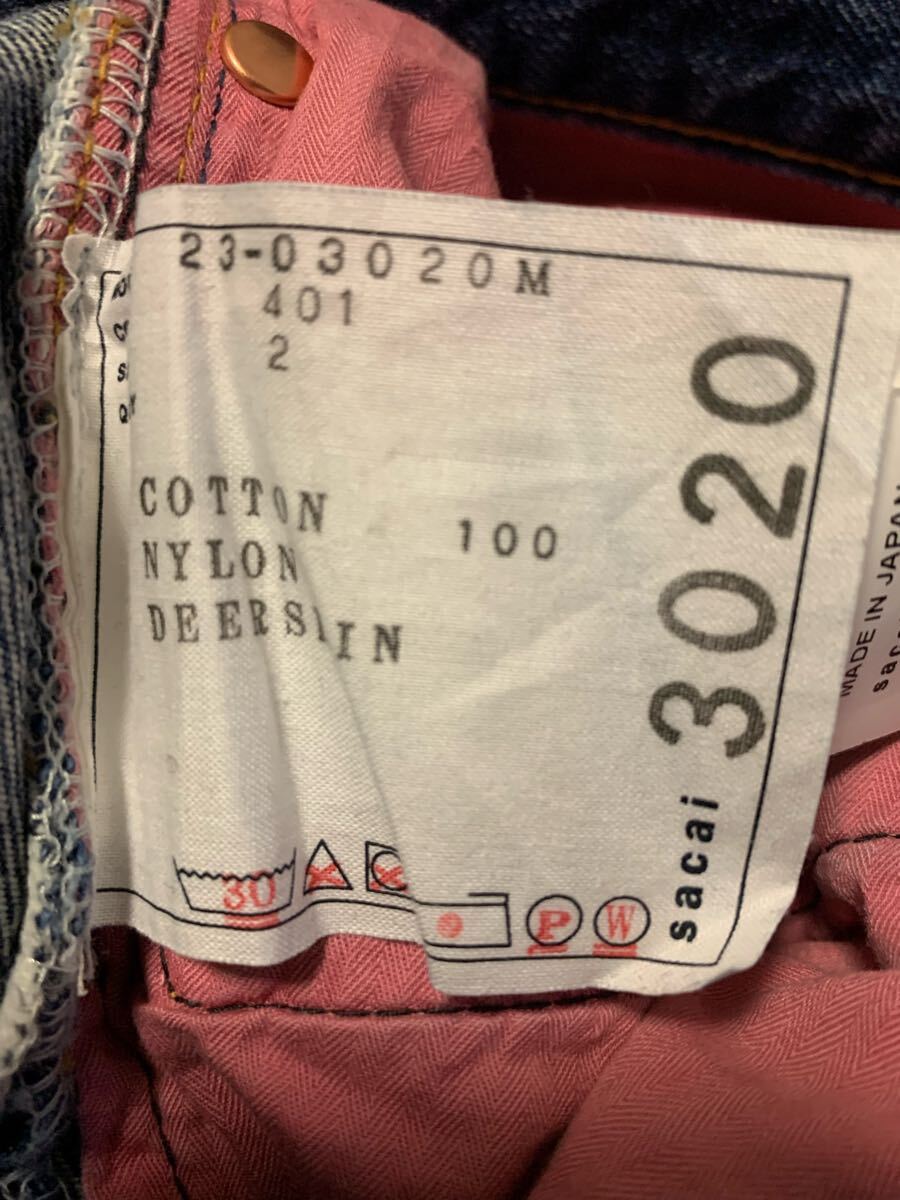 23-03020M
401
2
COTTON 100
NYLON
DEERSKIN
30
P
W
sacai 3020
MADE IN JAPAN